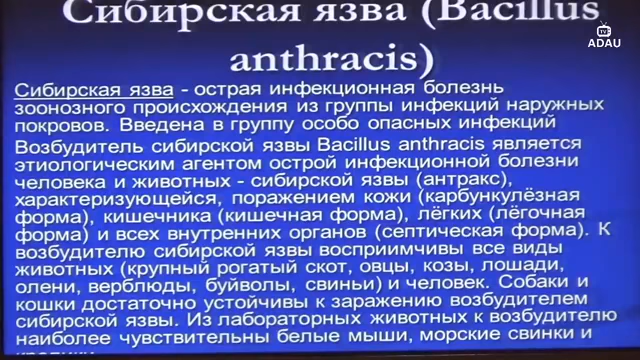 Сибирская язва (Bacillus
anthracis)
Сибирская язва - острая инфекционная болезнь
зоонозного происхождения из группы инфекций наружных
покровов. Введена в группу особо опасных инфекций
Возбудитель сибирской язвы Bacillus anthracis является
этиологическим агентом острой инфекционной болезни
человека и животных - сибирской язвы (антракс),
характеризующейся, поражением кожи (карбункулёзная
форма), кишечника (кишечная форма), лёгких (лёгочная
форма) и всех внутренних органов (септическая форма). К
возбудителю сибирской язвы восприимчивы все виды
животных (крупный рогатый скот, овцы, козы, лошади,
олени, верблюды, буйволы, свиньи) и человек. Собаки и
кошки достаточно устойчивы к заражению возбудителем
сибирской язвы. Из лабораторных животных к возбудителю
наиболее чувствительны белые мыши, морские свинки и
TV
ADAU